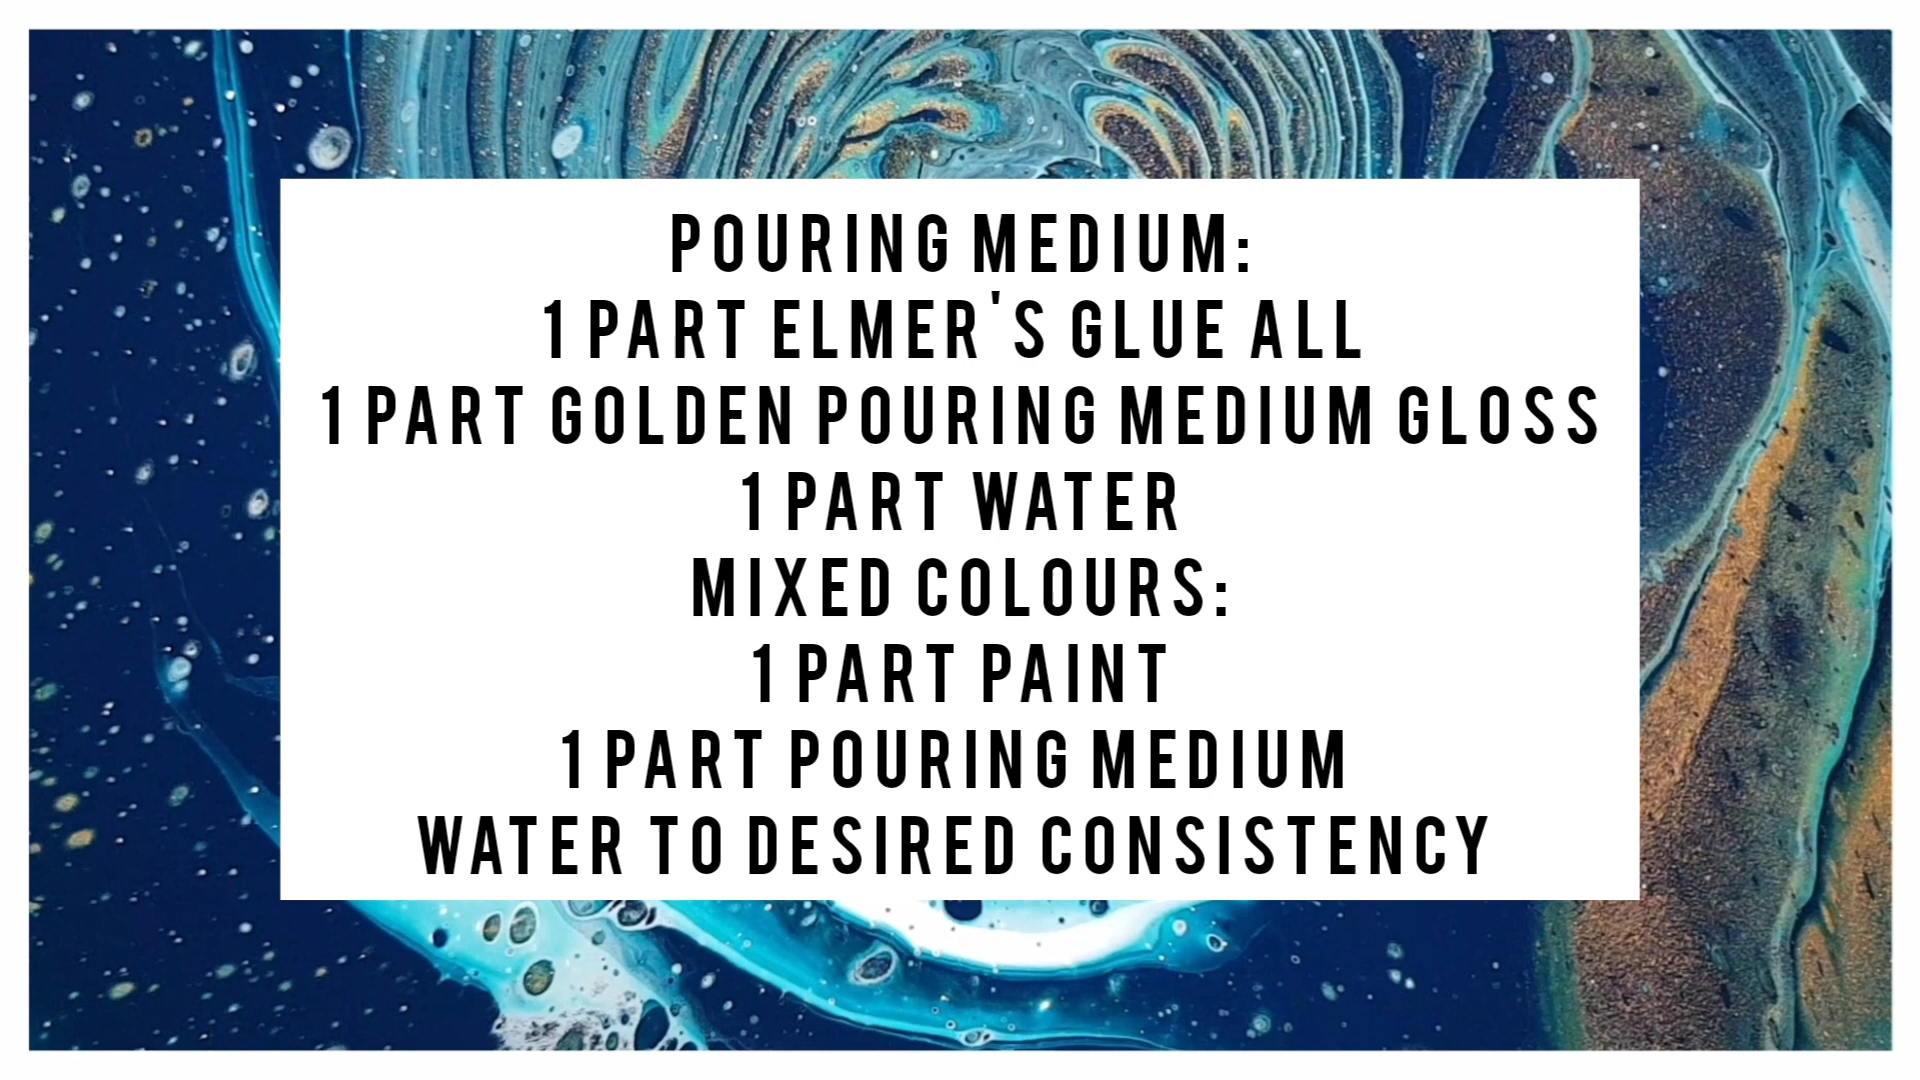 POURING MEDIUM:
1 PART ELMER'S GLUE ALL
1 PART GOLDEN POURING MEDIUM GLOSS
1 PART WATER
MIXED COLOURS:
1 PART PAINT
1 PART POURING MEDIUM
WATER TO DESIRED CONSISTENCY